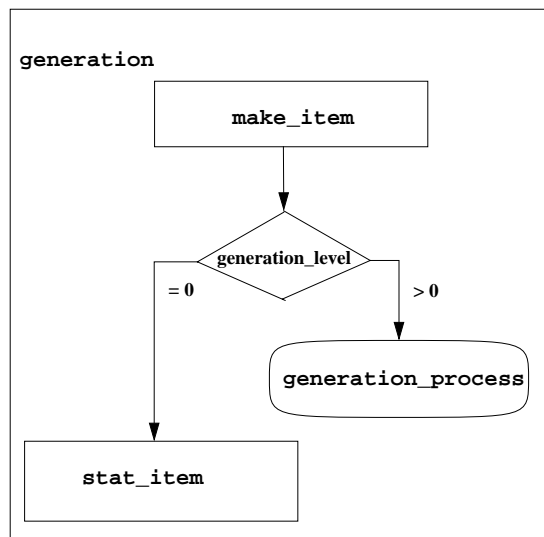 generation
make_item
generation_level
= 0
> 0
generation_process
stat_item